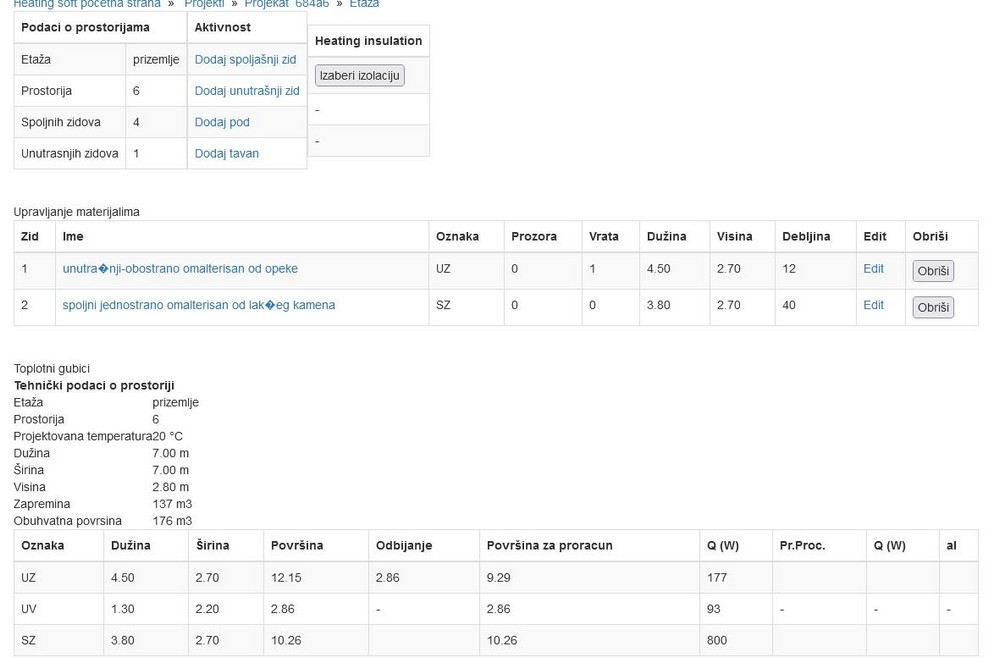 Heating soft početna strana » Projekti » Projekat 684a6 » Etaža
Podaci o prostorijama Aktivnost Heating insulation
Etaža prizemlje Dodaj spoljašnji zid Izaberi izolaciju
Prostorija 6 Dodaj unutrašnji zid -
Spoljnih zidova 4 Dodaj pod -
Unutrasnjih zidova 1 Dodaj tavan
Upravljanje materijalima
Zid Ime Oznaka Prozora Vrata Dužina Visina Debljina Edit Obriši
1 unutra�nji-obostrano omalterisan od opeke UZ 0 1 4.50 2.70 12 Edit Obriši
2 spoljni jednostrano omalterisan od lak�eg kamena SZ 0 0 3.80 2.70 40 Edit Obriši
Toplotni gubici
Tehnički podaci o prostoriji
Etaža prizemlje
Prostorija 6
Projektovana temperatura20 °C
Dužina 7.00 m
Širina 7.00 m
Visina 2.80 m
Zapremina 137 m3
Obuhvatna povrsina 176 m3
Oznaka Dužina Širina Površina Odbijanje Površina za proracun Q (W) Pr.Proc. Q (W) al
UZ 4.50 2.70 12.15 2.86 9.29 177
UV 1.30 2.20 2.86 - 2.86 93 - - -
SZ 3.80 2.70 10.26 10.26 800